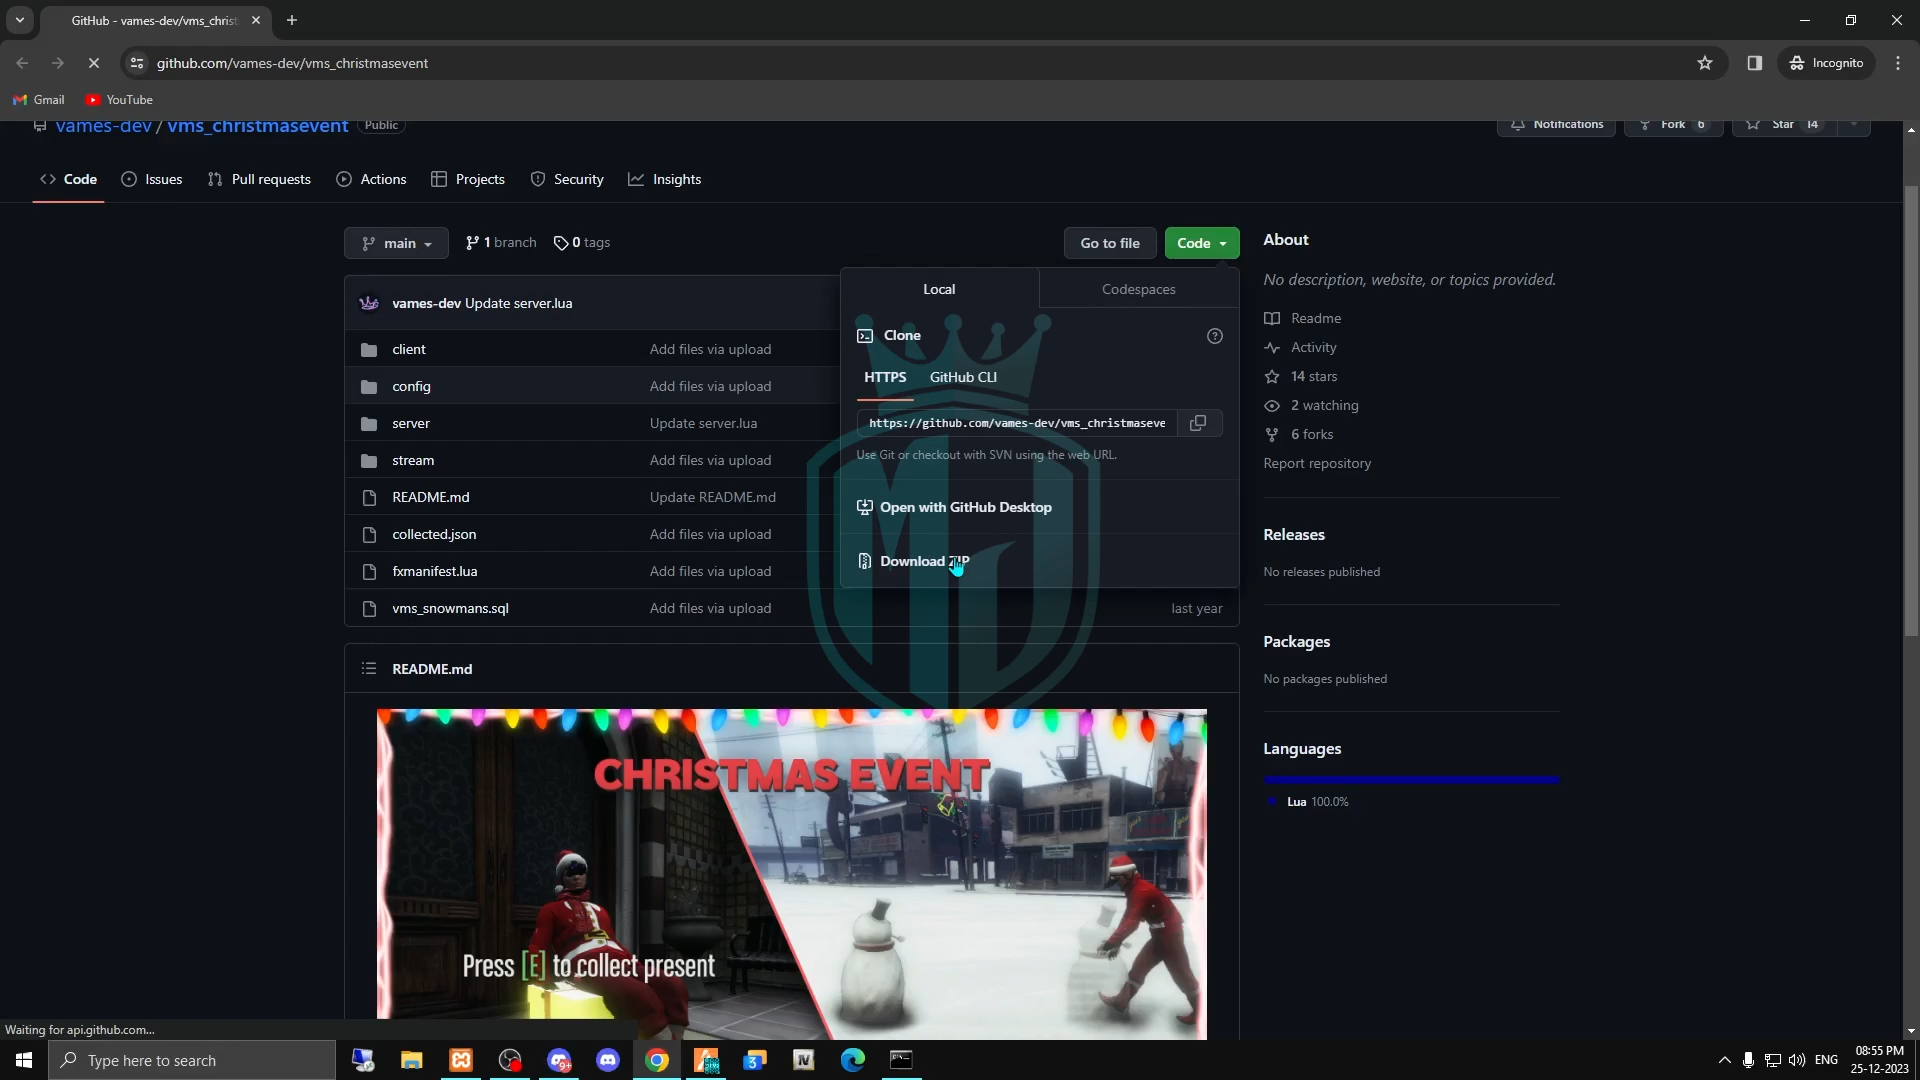 GitHub - vames-dev/vms_christ
github.com/vames-dev/vms_christmasevent
Incognito
Gmail
YouTube
vames-dev / vms_christmasevent
Public
Notifications
Fork 6
Star 14
Code
Issues
Pull requests
Actions
Projects
Security
Insights
main
1 branch
0 tags
Go to file
Code
About
No description, website, or topics provided.
Readme
Activity
14 stars
2 watching
6 forks
Report repository
Releases
No releases published
Packages
No packages published
Languages
Lua 100.0%
vames-dev Update server.lua
client Add files via upload
config Add files via upload
server Update server.lua
stream Add files via upload
README.md Update README.md
collected.json Add files via upload
fxmanifest.lua Add files via upload
vms_snowmans.sql Add files via upload last year
Local
Codespaces
Clone
HTTPS
GitHub CLI
https://github.com/vames-dev/vms_christmaseve
Use Git or checkout with SVN using the web URL.
Open with GitHub Desktop
Download ZIP
README.md
CHRISTMAS EVENT
Press [E] to collect present
Waiting for api.github.com...
Type here to search
9+
3
IV
ENG
08:55 PM
25-12-2023